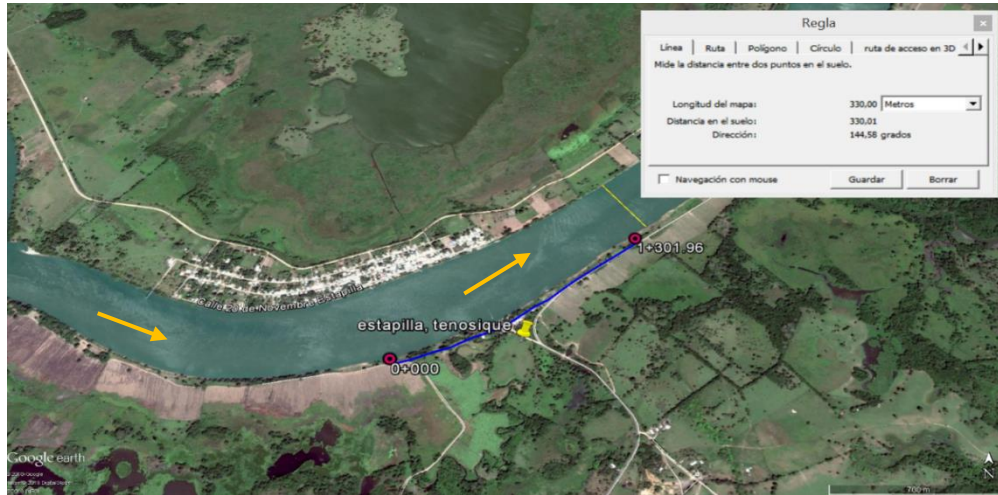 Regla
Línea Ruta Polígono Círculo ruta de acceso en 3D
Mide la distancia entre dos puntos en el suelo.
Longitud del mapa: 330,00 Metros
Distancia en el suelo: 330,01
Dirección: 144,58 grados
Navegación con mouse Guardar Borrar
1+301.96
Novembre Estapilla
estapilla, tenosique
0+000
Google earth
N
700 m